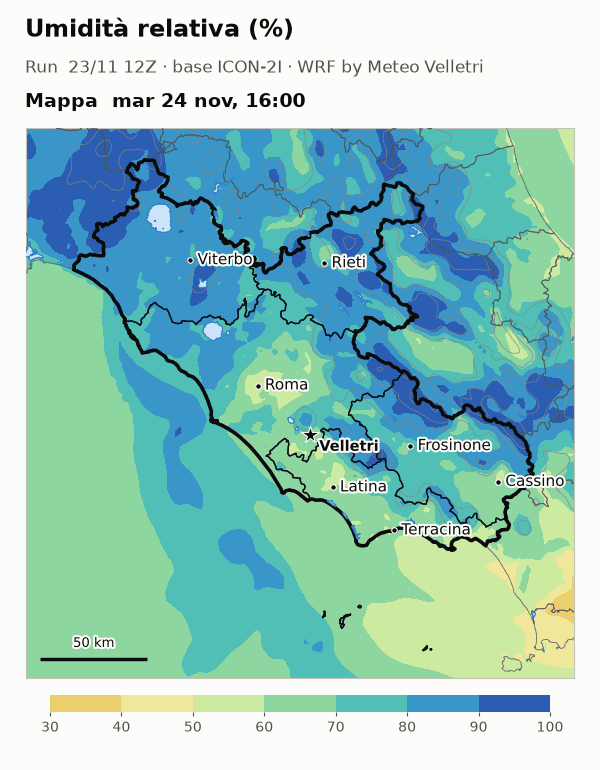 Umidità relativa (%)
Run  23/11 12Z · base ICON-2I · WRF by Meteo Velletri
Mappa  mar 24 nov, 16:00
Viterbo
Rieti
Roma
Velletri
Frosinone
Cassino
Latina
Terracina
50 km
30 40 50 60 70 80 90 100